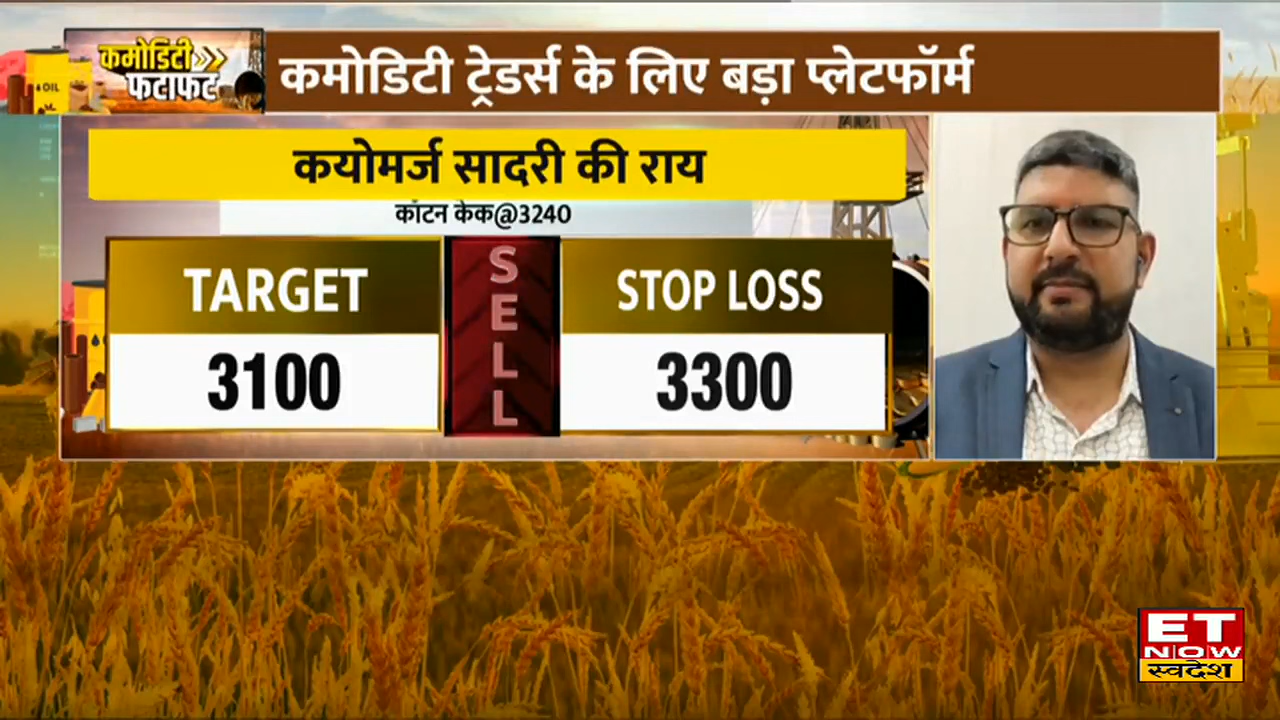 कमोडिटी
फटाफट
OIL
कमोडिटी ट्रेडर्स के लिए बड़ा प्लेटफॉर्म
कयोमर्ज सादरी की राय
कॉटन केक@3240
TARGET
SELL
STOP LOSS
3100
3300
ET
NOW
स्वदेश